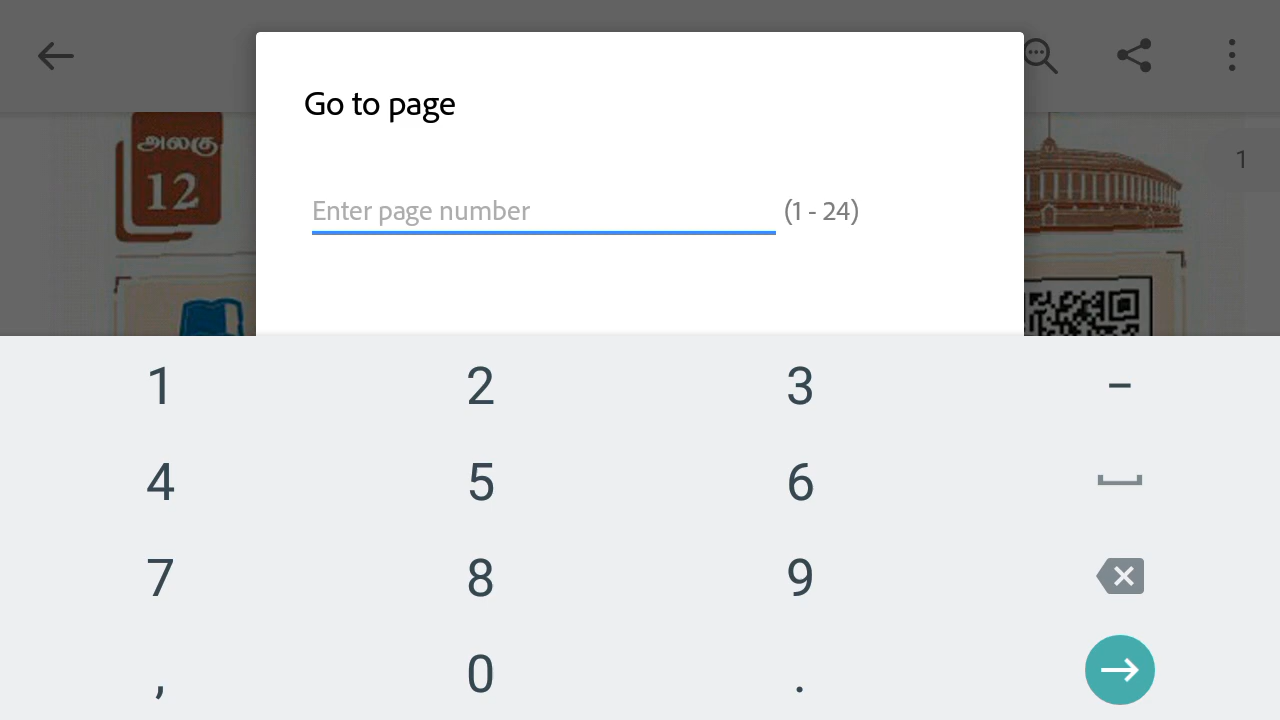 Go to page
அலகு
12
1
Enter page number (1 - 24)
1 2 3 –
4 5 6
7 8 9
, 0 .